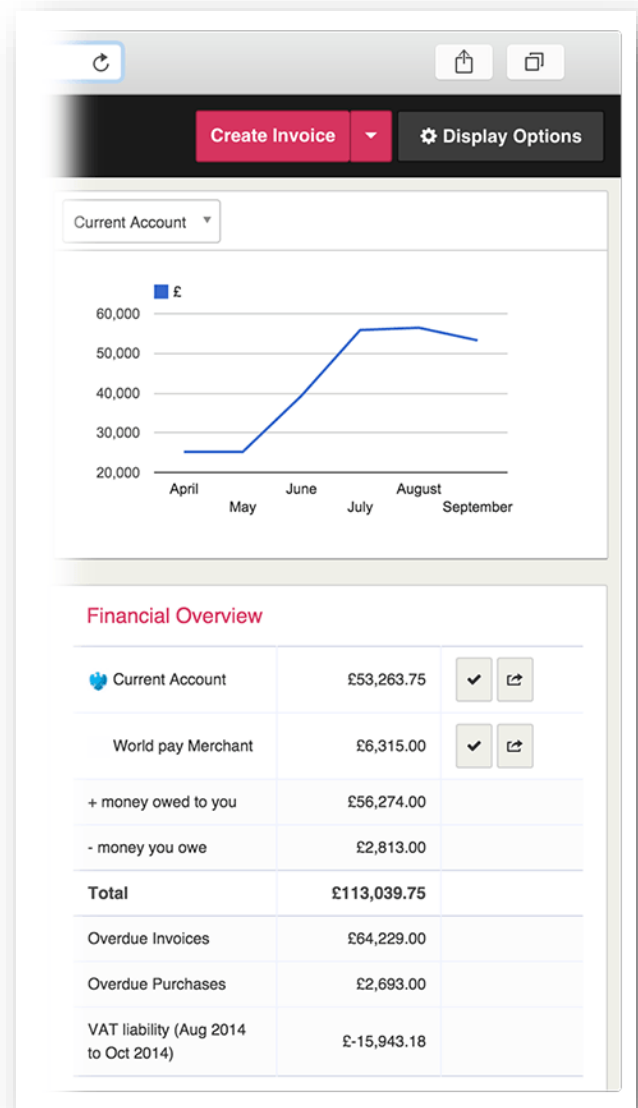 Create Invoice
Display Options
Current Account
£
60,000
50,000
40,000
30,000
20,000
April
May
June
July
August
September
Financial Overview
Current Account £53,263.75
World pay Merchant £6,315.00
+ money owed to you £56,274.00
- money you owe £2,813.00
Total £113,039.75
Overdue Invoices £64,229.00
Overdue Purchases £2,693.00
VAT liability (Aug 2014
to Oct 2014) £-15,943.18